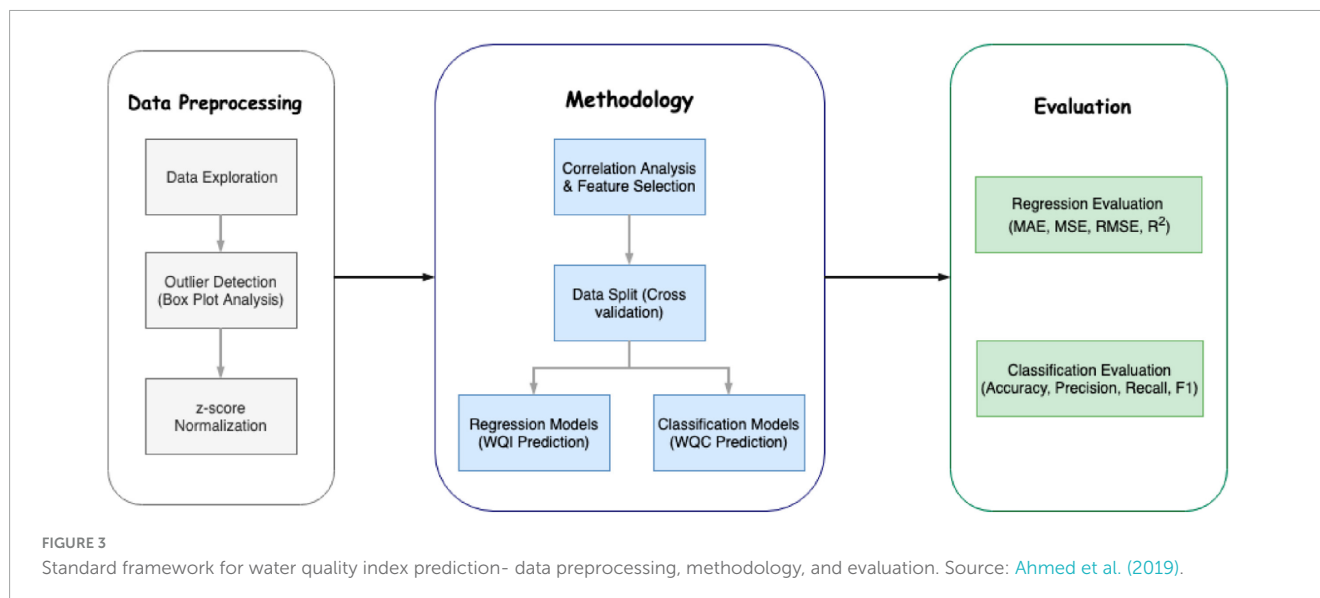 Data Preprocessing
Data Exploration
Outlier Detection
(Box Plot Analysis)
z-score
Normalization
Methodology
Correlation Analysis
& Feature Selection
Data Split (Cross
validation)
Regression Models
(WQI Prediction)
Classification Models
(WQC Prediction)
Evaluation
Regression Evaluation
(MAE, MSE, RMSE, R²)
Classification Evaluation
(Accuracy, Precision, Recall, F1)
FIGURE 3
Standard framework for water quality index prediction- data preprocessing, methodology, and evaluation. Source: Ahmed et al. (2019).